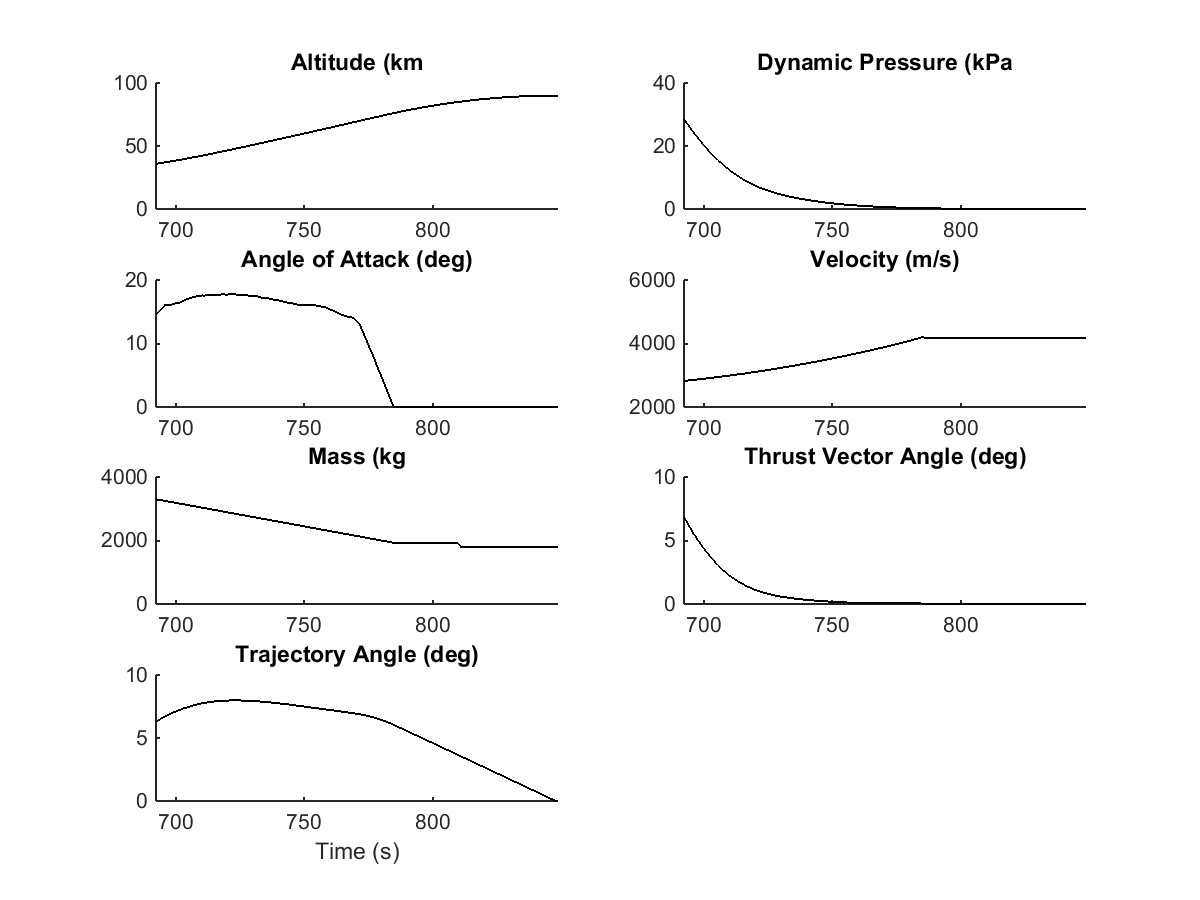 Altitude (km
100
50
0
700 750 800
Dynamic Pressure (kPa
40
20
0
700 750 800
Angle of Attack (deg)
20
10
0
700 750 800
Velocity (m/s)
6000
4000
2000
700 750 800
Mass (kg
4000
2000
0
700 750 800
Thrust Vector Angle (deg)
10
5
0
700 750 800
Trajectory Angle (deg)
10
5
0
700 750 800
Time (s)